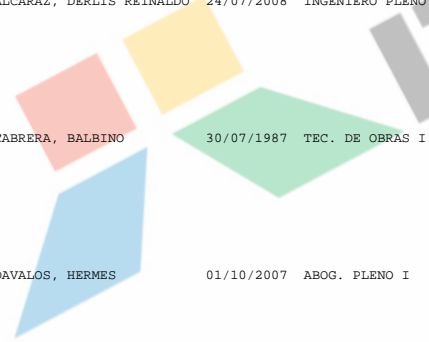 ALCARAZ, DERLIS REINALDO 24/07/2008 INGENIERO PLENO
CABRERA, BALBINO 30/07/1987 TEC. DE OBRAS I
DAVALOS, HERMES 01/10/2007 ABOG. PLENO I